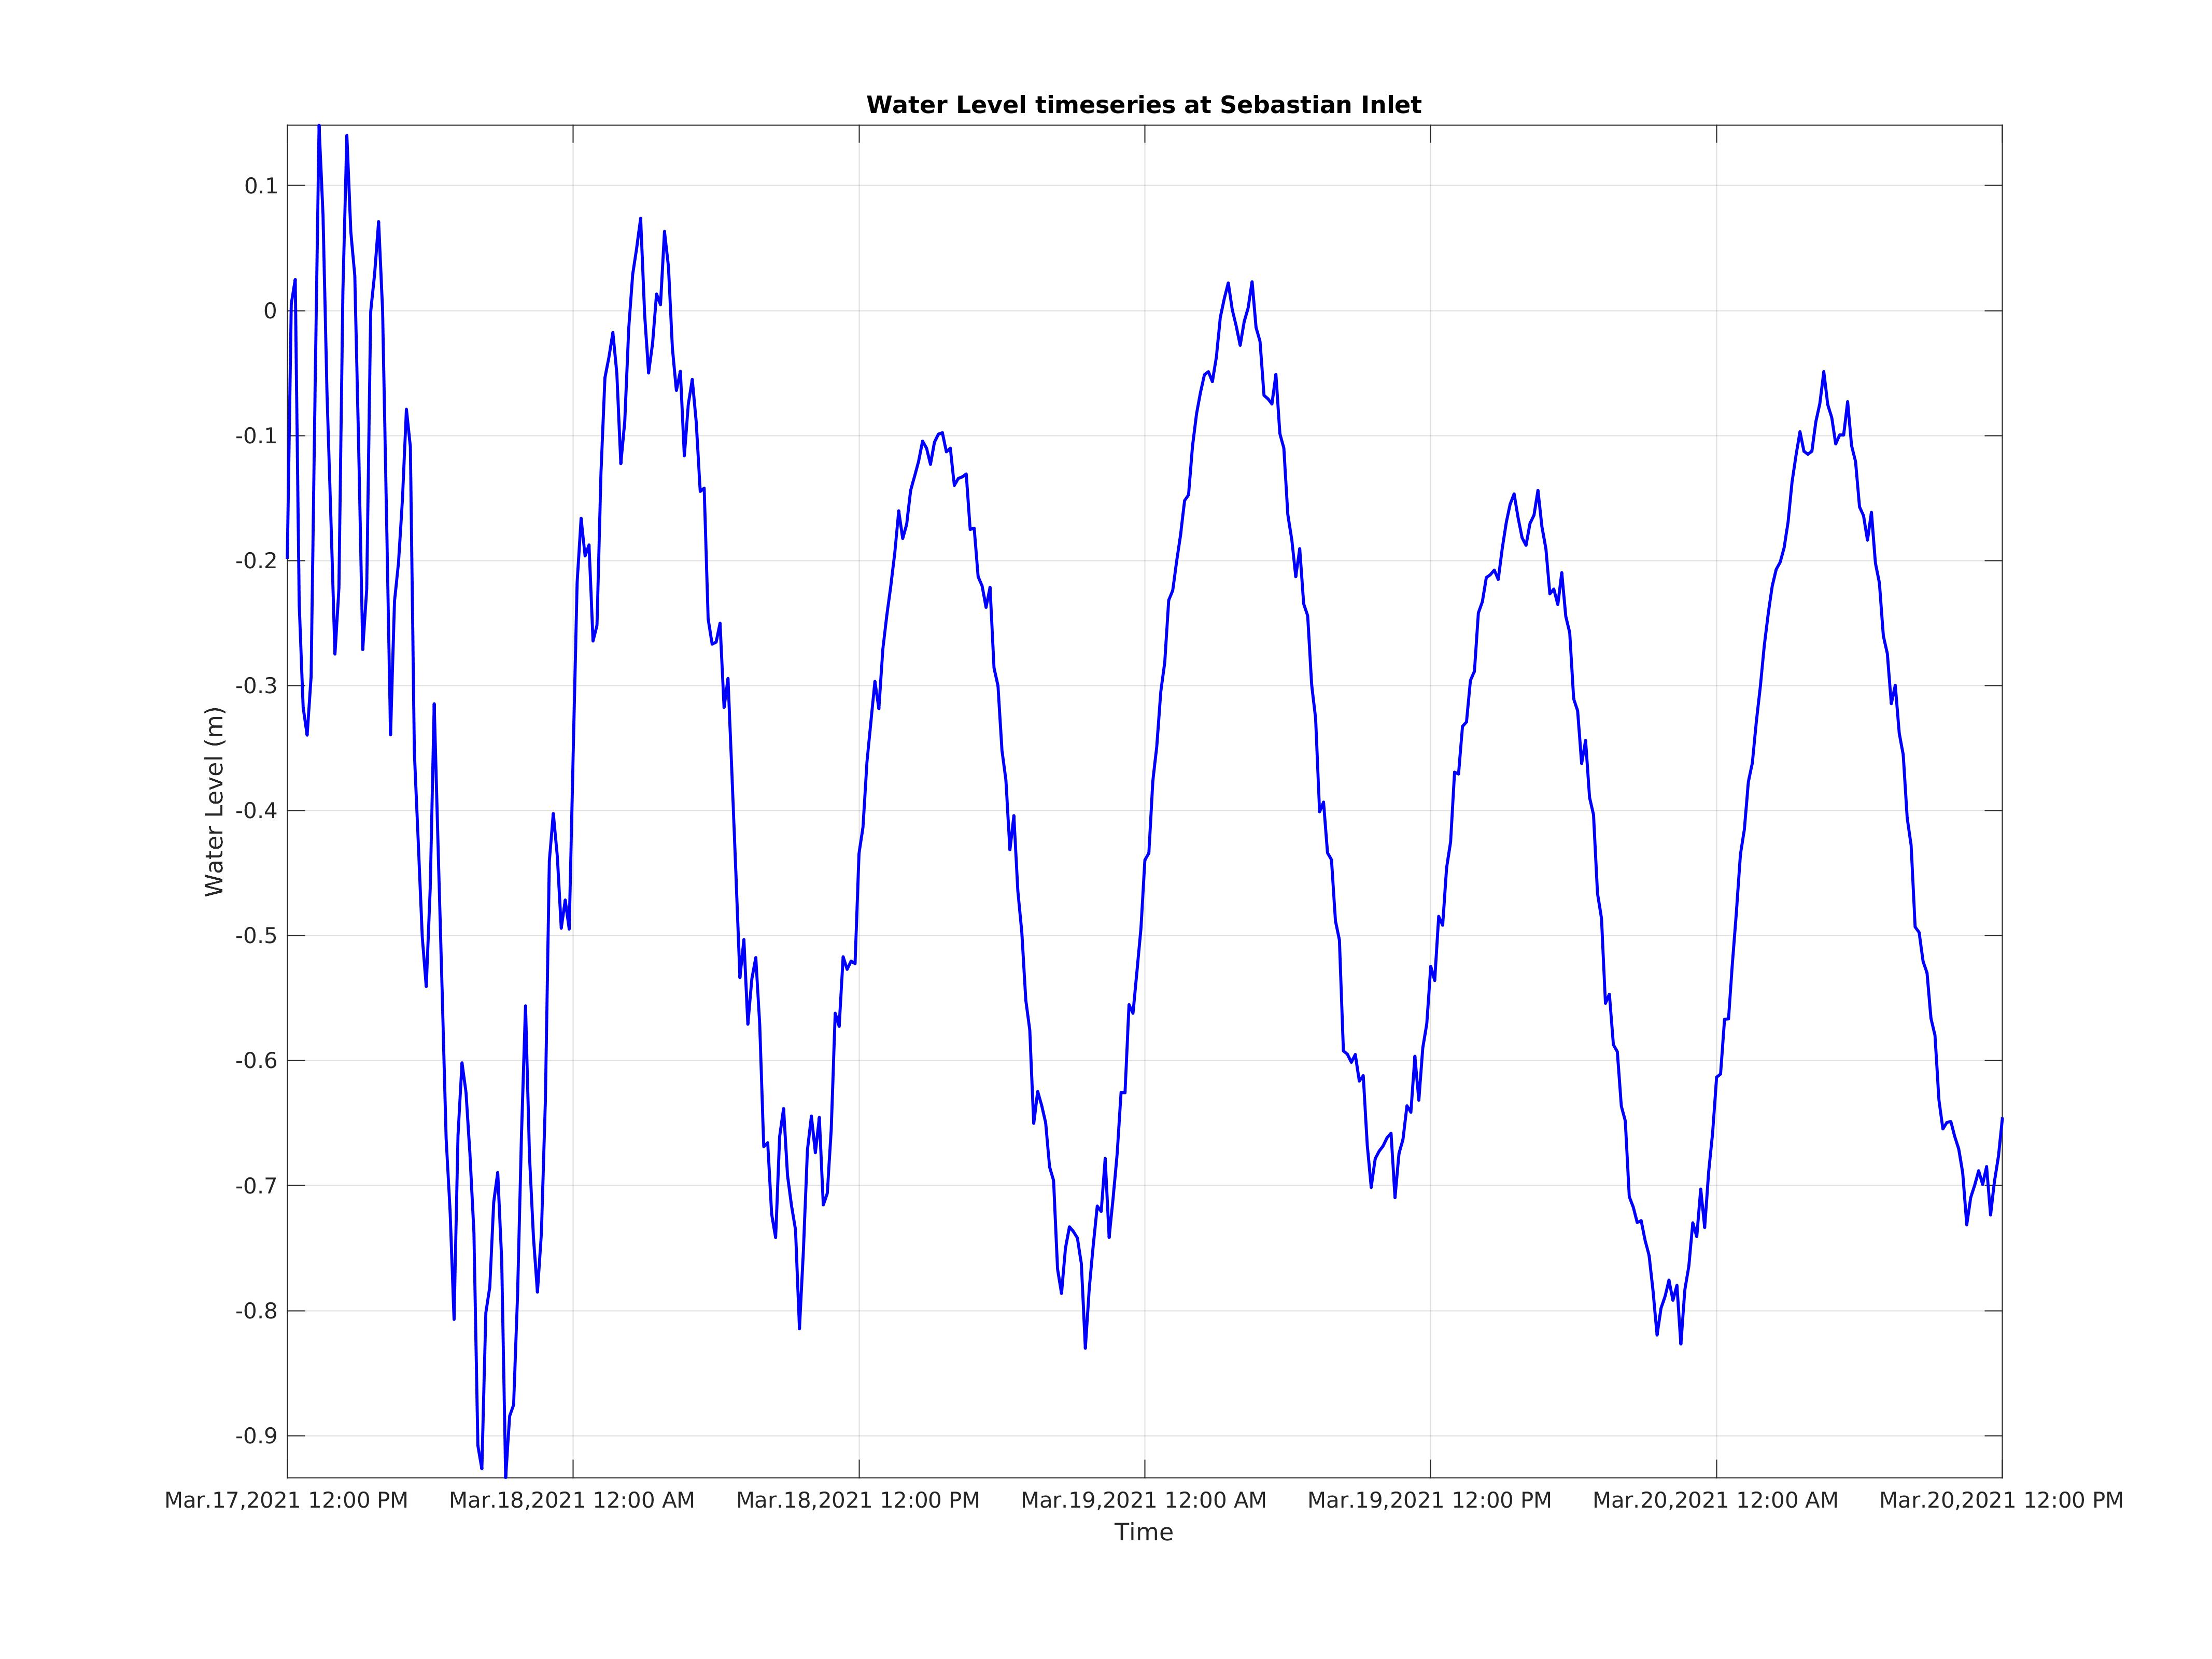 Water Level timeseries at Sebastian Inlet
0.1
0
-0.1
-0.2
-0.3
-0.4
-0.5
-0.6
-0.7
-0.8
-0.9
Water Level (m)
Mar.17,2021 12:00 PM Mar.18,2021 12:00 AM Mar.18,2021 12:00 PM Mar.19,2021 12:00 AM Mar.19,2021 12:00 PM Mar.20,2021 12:00 AM Mar.20,2021 12:00 PM
Time